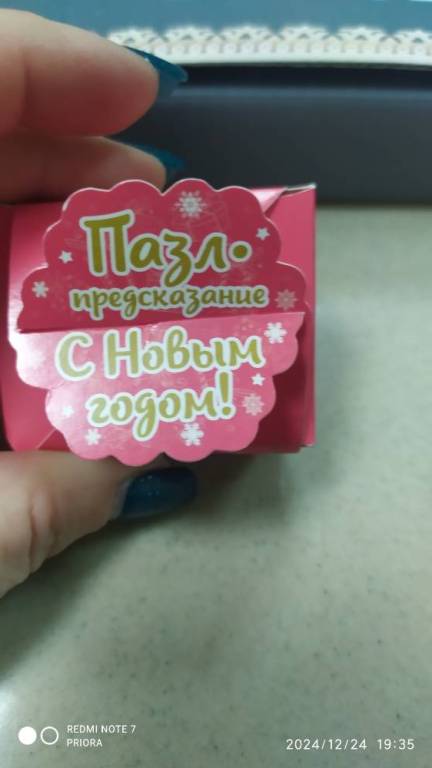 Пазл-
предсказание
С Новым
годом!
REDMI NOTE 7
PRIORA
2024/12/24 19:35